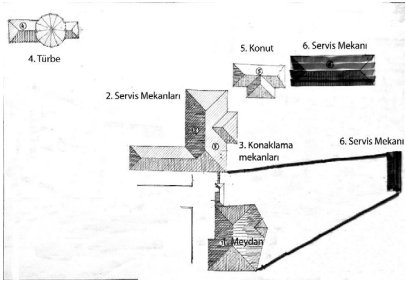 5. Konut
6. Servis Mekanı
4. Türbe
2. Servis Mekanları
3. Konaklama
mekanları
6. Servis Mekanı
1. Meydan